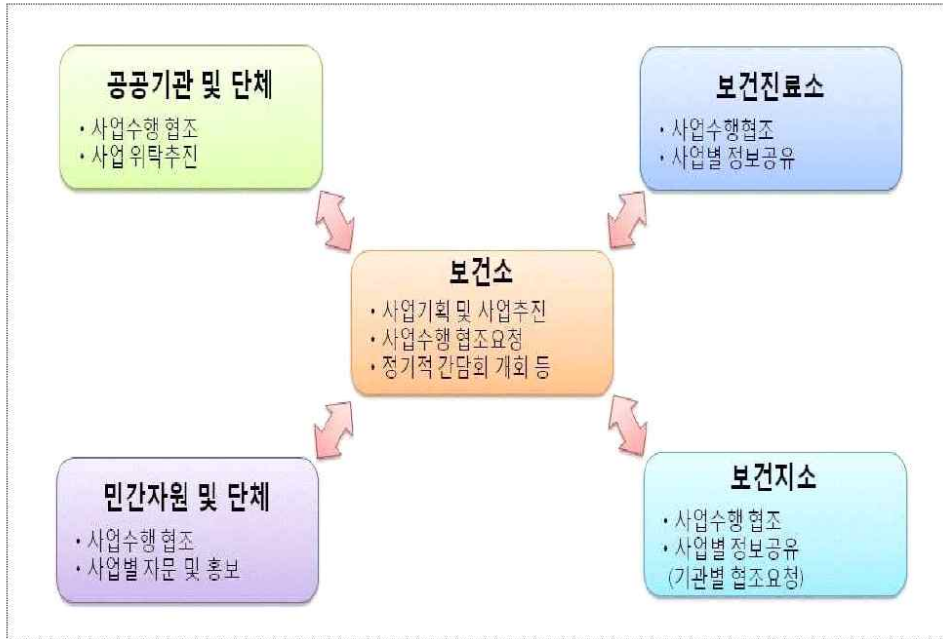 공공기관 및 단체
• 사업수행 협조
• 사업 위탁추진
보건진료소
• 사업수행협조
• 사업별 정보공유
보건소
• 사업기획 및 사업추진
• 사업수행 협조요청
• 정기적 간담회 개회 등
민간자원 및 단체
• 사업수행 협조
• 사업별 자문 및 홍보
보건지소
• 사업수행 협조
• 사업별 정보공유
(기관별 협조요청)